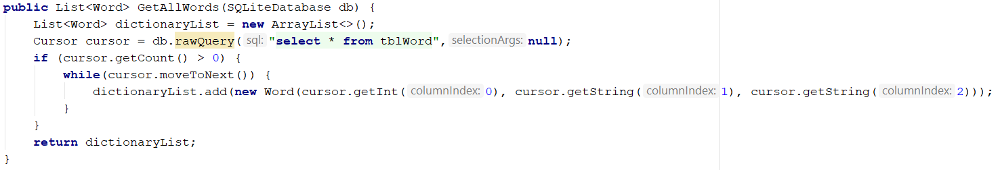 public List<Word> GetAllWords(SQLiteDatabase db) {
    List<Word> dictionaryList = new ArrayList<>();
    Cursor cursor = db.rawQuery( sql: "select * from tblWord", selectionArgs: null);
    if (cursor.getCount() > 0) {
        while(cursor.moveToNext()) {
            dictionaryList.add(new Word(cursor.getInt( columnIndex: 0), cursor.getString( columnIndex: 1), cursor.getString( columnIndex: 2)));
        }
    }
    return dictionaryList;
}